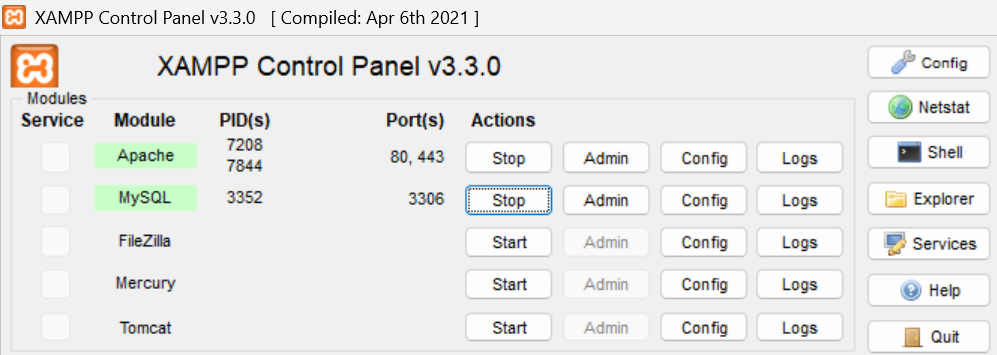 XAMPP Control Panel v3.3.0 [ Compiled: Apr 6th 2021 ]
XAMPP Control Panel v3.3.0
Config
Modules
Service Module PID(s) Port(s) Actions
Netstat
Apache 7208 7844 80, 443 Stop Admin Config Logs
Shell
MySQL 3352 3306 Stop Admin Config Logs
Explorer
FileZilla Start Admin Config Logs
Services
Mercury Start Admin Config Logs
Help
Tomcat Start Admin Config Logs
Quit